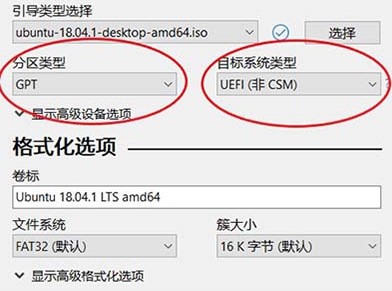 引导类型选择
ubuntu-18.04.1-desktop-amd64.iso 选择
分区类型 目标系统类型
GPT UEFI (非 CSM)
显示高级设备选项
格式化选项
卷标
Ubuntu 18.04.1 LTS amd64
文件系统 簇大小
FAT32 (默认) 16 K 字节 (默认)
显示高级格式化选项